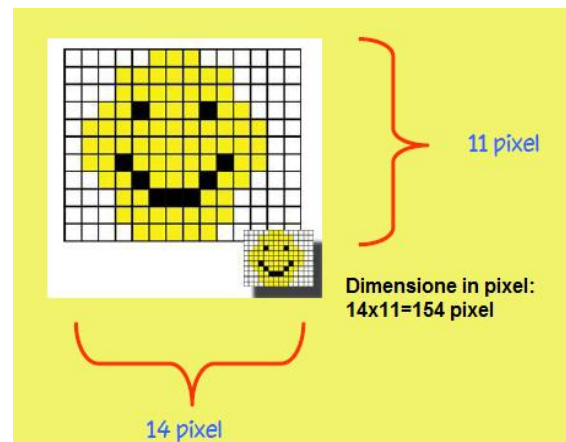 11 pixel
Dimensione in pixel:
14x11=154 pixel
14 pixel